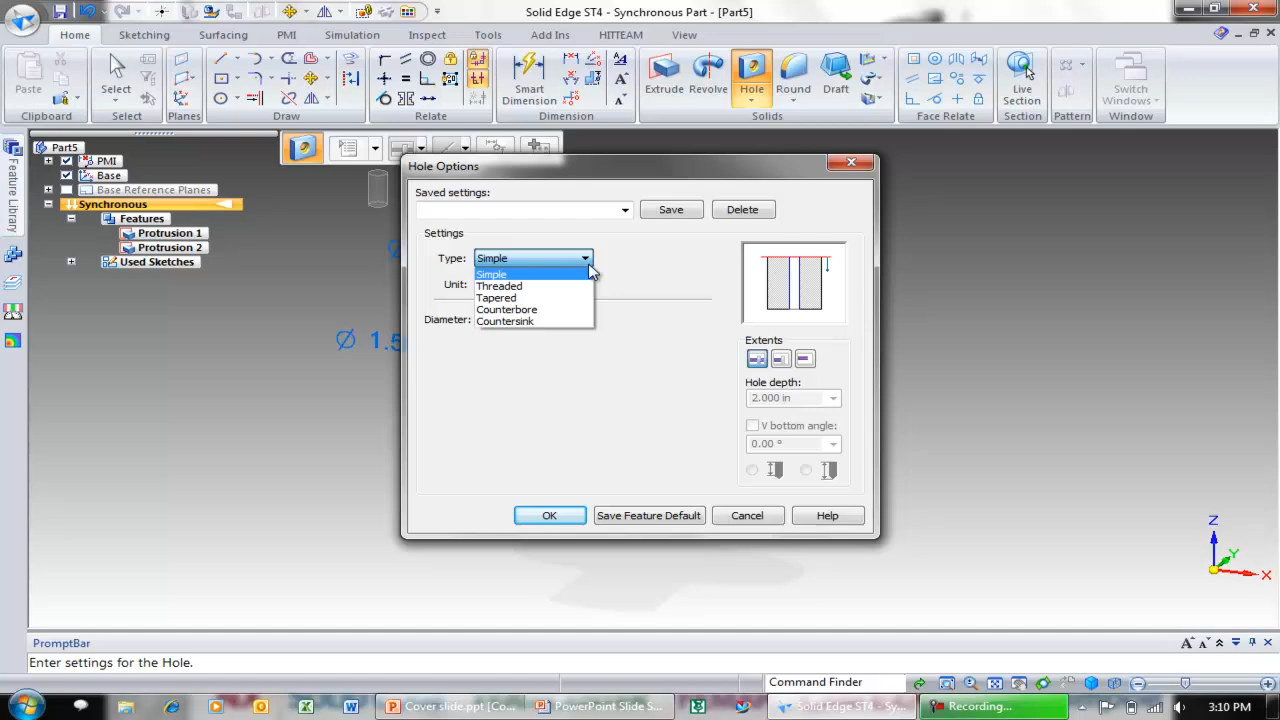 Solid Edge ST4 - Synchronous Part - [Part5]
Home Sketching Surfacing PMI Simulation Inspect Tools Add Ins HITTEAM View
Paste
Clipboard
Select
Select
Planes
Draw
Relate
Smart Dimension
Dimension
Extrude Revolve Hole Round Draft
Solids
Face Relate
Live Section
Section
Pattern
Switch Windows
Window
Feature Library
Part5
PMI
Base
Base Reference Planes
Synchronous
Features
Protrusion 1
Protrusion 2
Used Sketches
Ø 1.5
Hole Options
Saved settings:
Save
Delete
Settings
Type: Simple
Simple
Threaded
Tapered
Counterbore
Countersink
Unit:
Diameter:
Extents
Hole depth:
2.000 in
V bottom angle:
0.00 °
OK
Save Feature Default
Cancel
Help
Z
Y
X
PromptBar
Enter settings for the Hole.
Command Finder
Cover slide.ppt [Co...
PowerPoint Slide S...
Solid Edge ST4 - Sy...
Recording...
3:10 PM